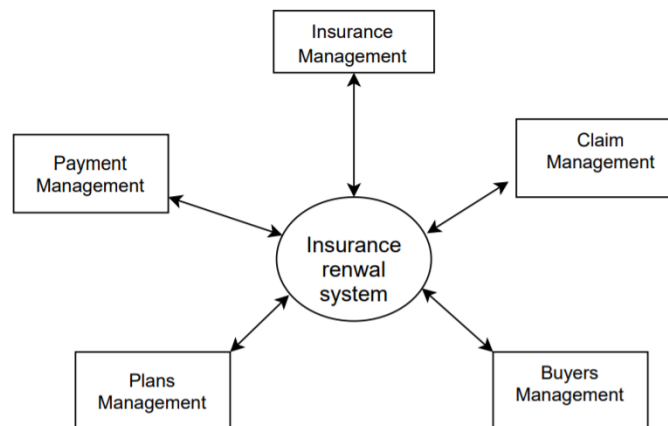 Insurance
Management
Payment
Management
Claim
Management
Insurance
renwal
system
Plans
Management
Buyers
Management